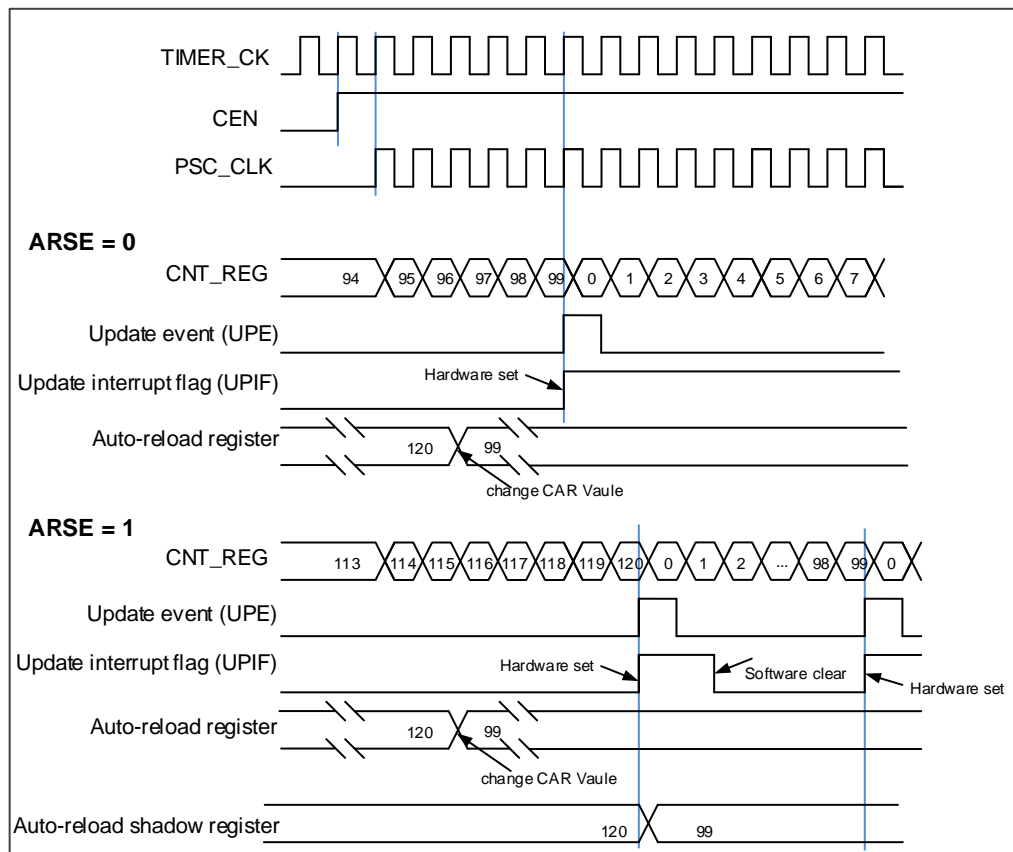 TIMER_CK
CEN
PSC_CLK
ARSE = 0
CNT_REG 94 95 96 97 98 99 0 1 2 3 4 5 6 7
Update event (UPE)
Update interrupt flag (UPIF) Hardware set
Auto-reload register 120 99
change CAR Vaule
ARSE = 1
CNT_REG 113 114 115 116 117 118 119 120 0 1 2 ... 98 99 0
Update event (UPE)
Update interrupt flag (UPIF) Hardware set Software clear Hardware set
Auto-reload register 120 99
change CAR Vaule
Auto-reload shadow register 120 99